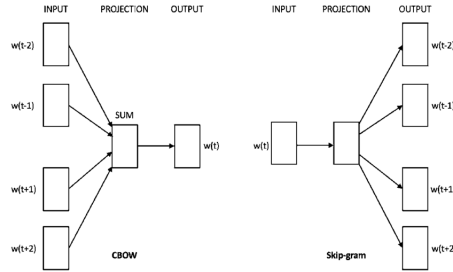 INPUT PROJECTION OUTPUT
w(t-2)
w(t-1)
SUM
w(t)
w(t+1)
w(t+2)
CBOW
INPUT PROJECTION OUTPUT
w(t-2)
w(t-1)
w(t)
w(t+1)
w(t+2)
Skip-gram